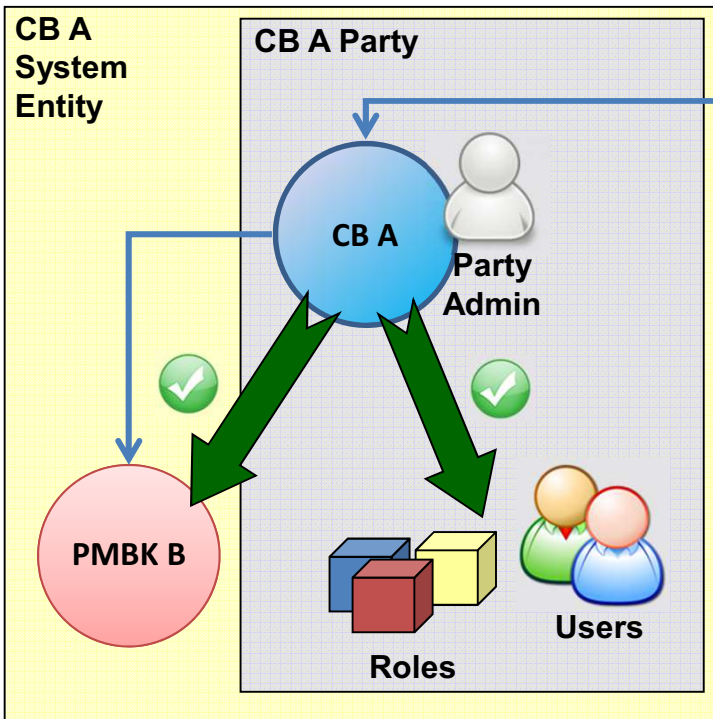 CB A
System
Entity
CB A Party
CB A
Party
Admin
PMBK B
Roles
Users